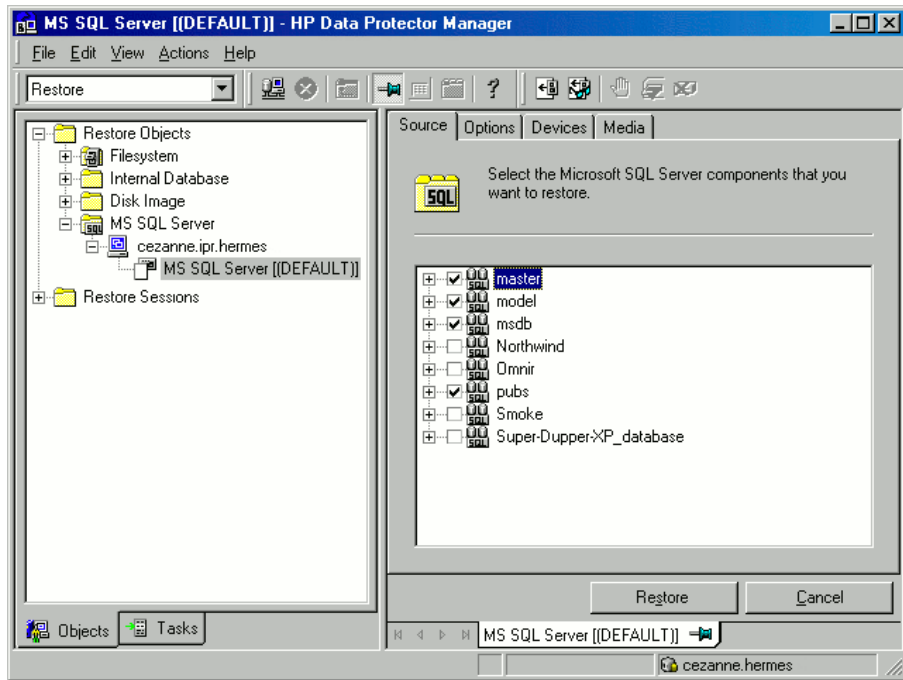 MS SQL Server [(DEFAULT)] - HP Data Protector Manager
File Edit View Actions Help
Restore
?
Restore Objects
Filesystem
Internal Database
Disk Image
MS SQL Server
cezanne.ipr.hermes
MS SQL Server [(DEFAULT)]
Restore Sessions
Source Options Devices Media
SQL
Select the Microsoft SQL Server components that you
want to restore.
master
model
msdb
Northwind
Omnir
pubs
Smoke
Super-Dupper-XP_database
Restore Cancel
Objects Tasks
MS SQL Server [(DEFAULT)]
cezanne.hermes